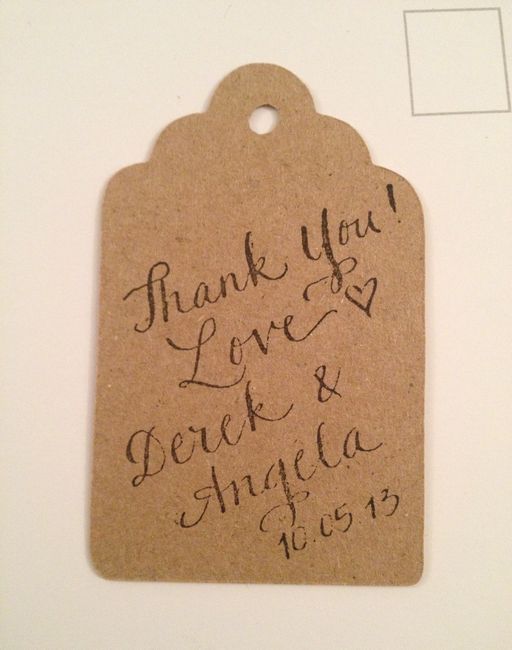 Thank You!
Love ♡
Derek &
Angela
10.05.13